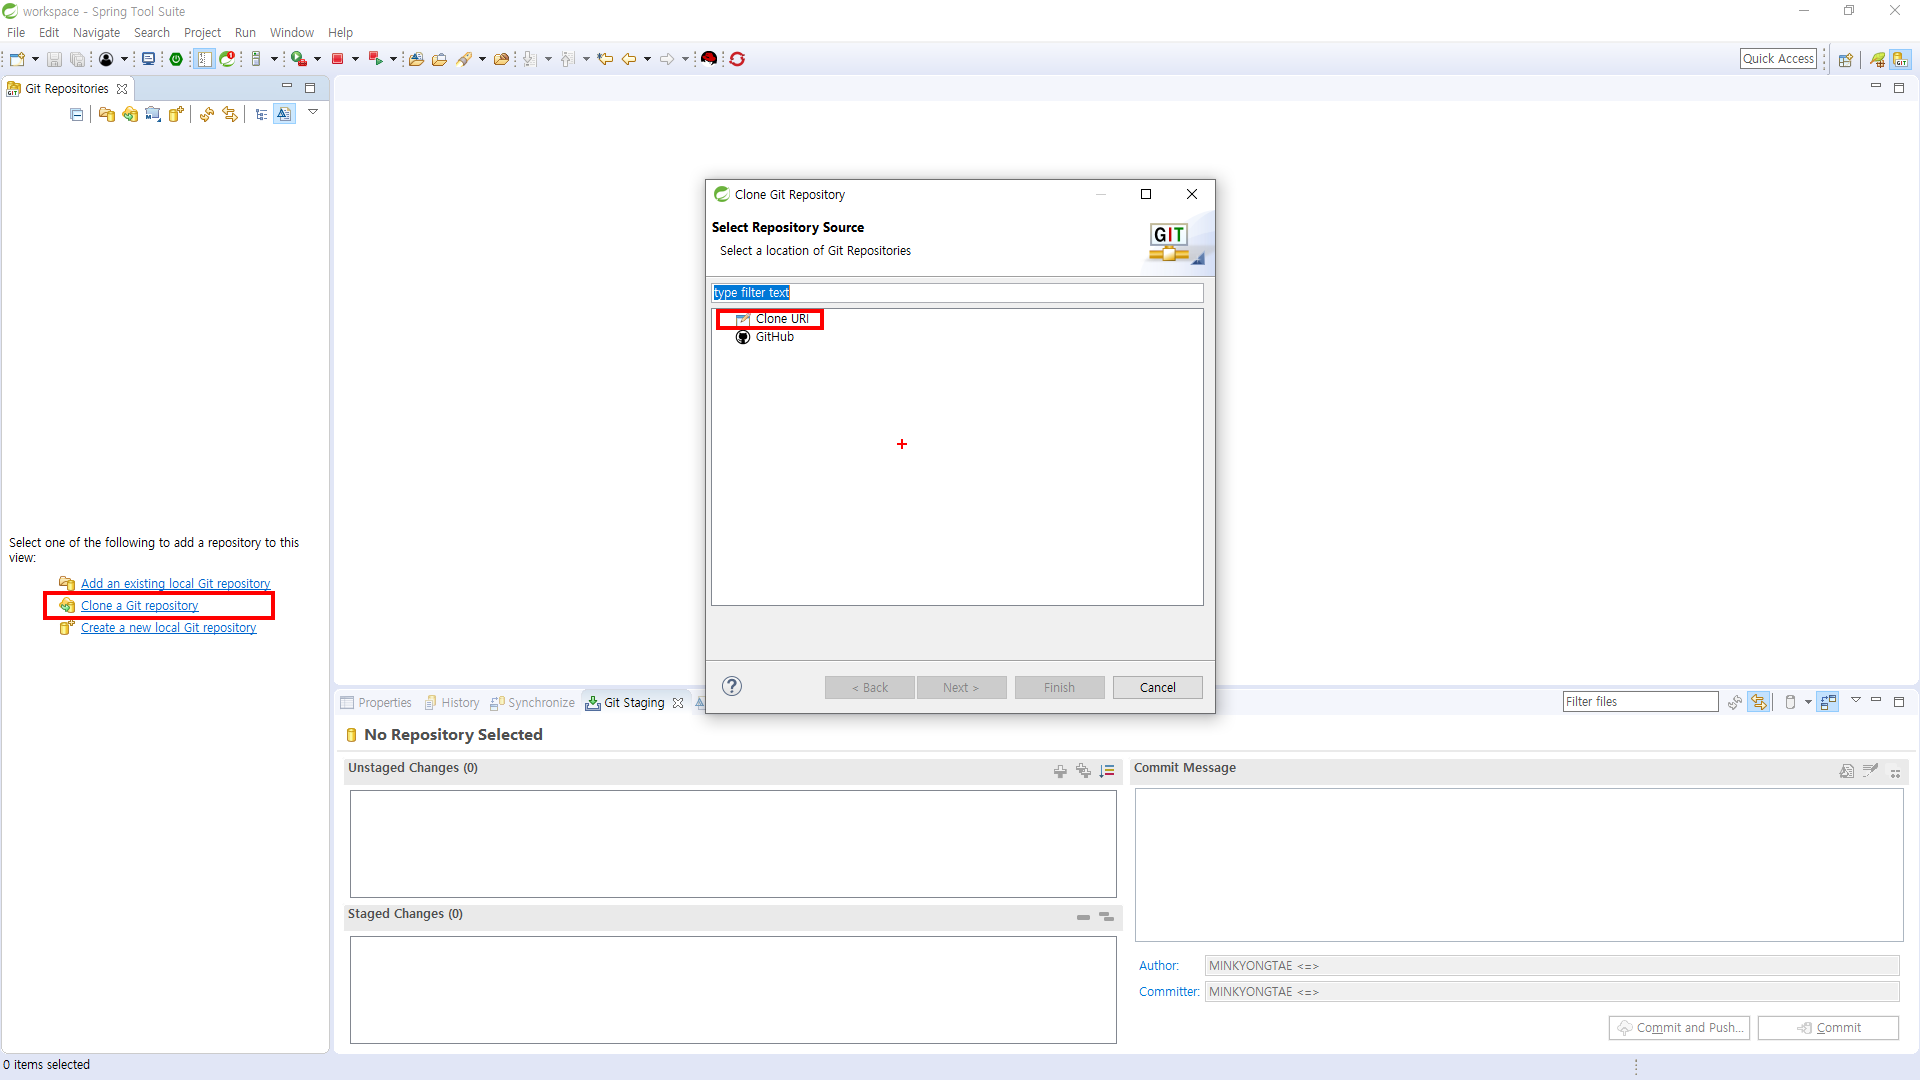 workspace - Spring Tool Suite
File Edit Navigate Search Project Run Window Help
Quick Access
Git Repositories
Clone Git Repository
Select Repository Source
Select a location of Git Repositories
GIT
type filter text
Clone URI
GitHub
Select one of the following to add a repository to this
view:
Add an existing local Git repository
Clone a Git repository
Create a new local Git repository
< Back Next > Finish Cancel
Properties History Synchronize Git Staging Filter files
No Repository Selected
Unstaged Changes (0)
Commit Message
Staged Changes (0)
Author: MINKYONGTAE <=>
Committer: MINKYONGTAE <=>
Commit and Push... Commit
0 items selected